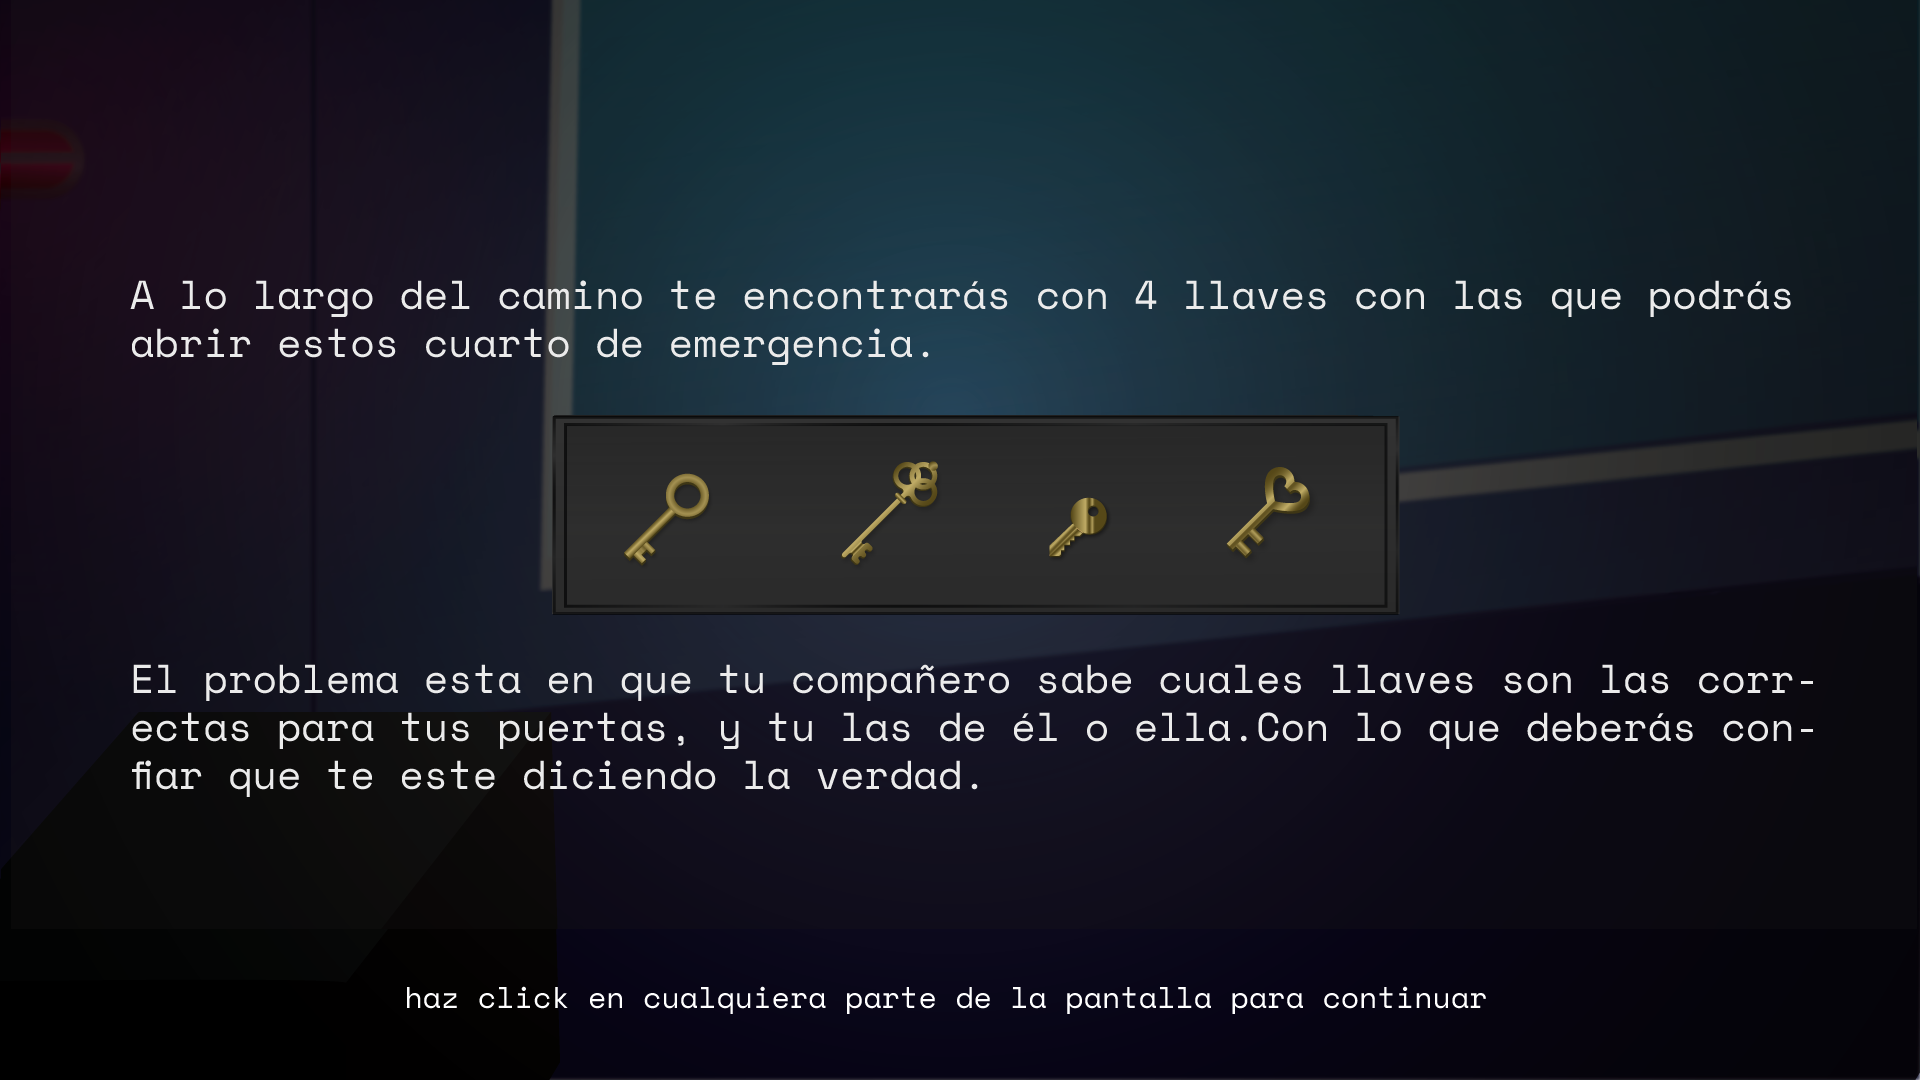 A lo largo del camino te encontrarás con 4 llaves con las que podrás
abrir estos cuarto de emergencia.
El problema esta en que tu compañero sabe cuales llaves son las corr-
ectas para tus puertas, y tu las de él o ella.Con lo que deberás con-
fiar que te este diciendo la verdad.
haz click en cualquiera parte de la pantalla para continuar